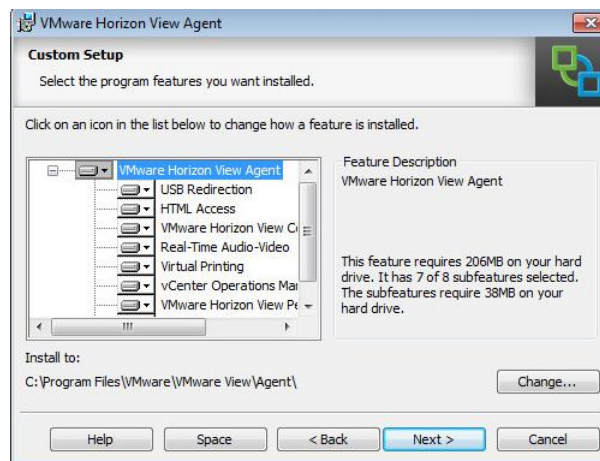 VMware Horizon View Agent
Custom Setup
Select the program features you want installed.
Click on an icon in the list below to change how a feature is installed.
VMware Horizon View Agent
USB Redirection
HTML Access
VMware Horizon View
Real-Time Audio-Video
Virtual Printing
vCenter Operations
VMware Horizon View
Feature Description
VMware Horizon View Agent
This feature requires 206MB on your hard
drive. It has 7 of 8 subfeatures selected.
The subfeatures require 38MB on your
hard drive.
Install to:
C:\Program Files\VMware\VMware View\Agent\
Change...
Help
Space
< Back
Next >
Cancel